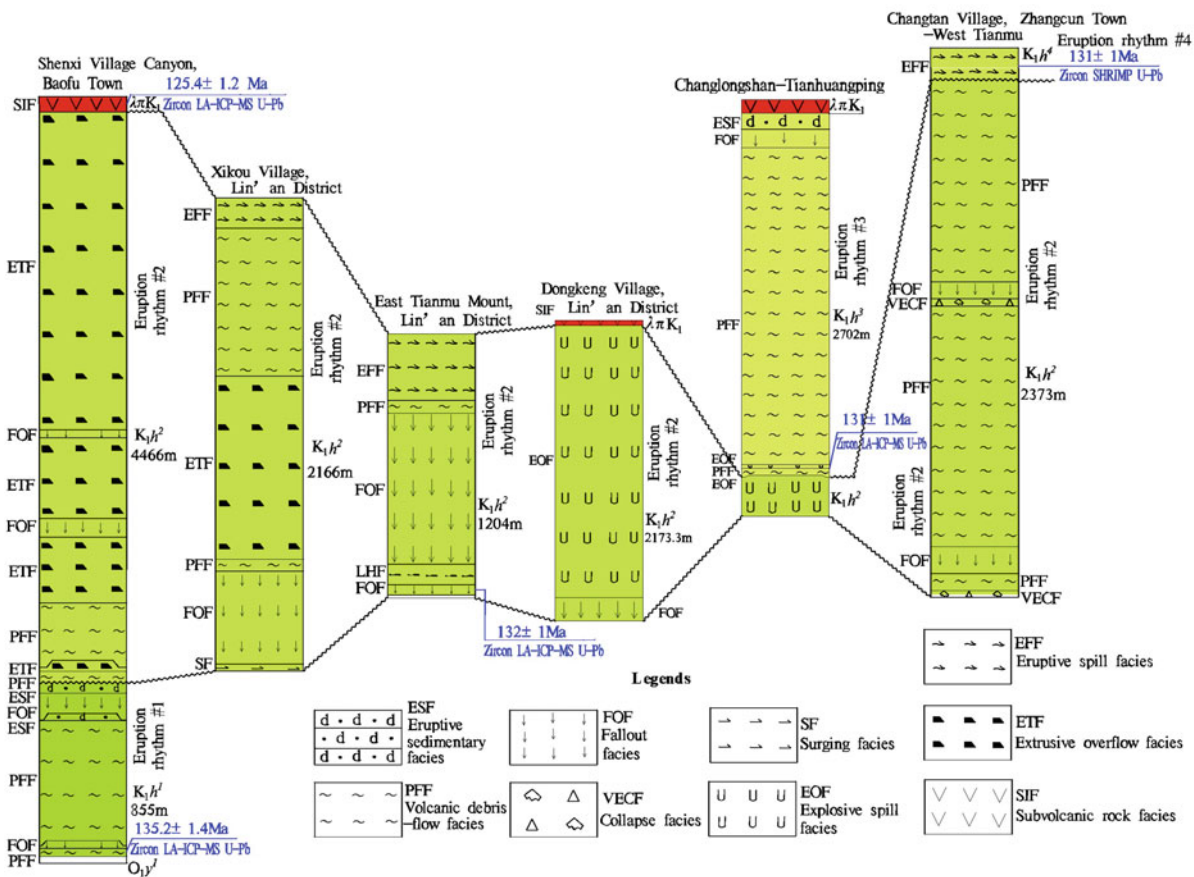 Shenxi Village Canyon,
Baofu Town
125.4± 1.2 Ma
Zircon LA-ICP-MS U-Pb
SIF
λπK₁
ETF
Eruption
rhythm #2
FOF
K₁h²
4466m
ETF
FOF
ETF
PFF
ETF
PFF
ESF
FOF
ESF
Eruption
rhythm #1
PFF
K₁h¹
855m
135.2± 1.4Ma
Zircon LA-ICP-MS U-Pb
FOF
PFF
O₁y¹
Xikou Village,
Lin' an District
EFF
PFF
Eruption
rhythm #2
ETF
K₁h²
2166m
PFF
FOF
SF
East Tianmu Mount,
Lin' an District
EFF
PFF
Eruption
rhythm #2
FOF
K₁h²
1204m
LHF
FOF
132± 1Ma
Zircon LA-ICP-MS U-Pb
Dongkeng Village,
Lin' an District
SIF
λπK₁
EOF
Eruption
rhythm #2
K₁h²
2173.3m
FOF
Changlongshan-Tianhuangping
λπK₁
ESF
FOF
Eruption
rhythm #3
PFF
K₁h³
2702m
131± 1Ma
Zircon LA-ICP-MS U-Pb
EOF
PFF
EOF
K₁h²
Changtan Village, Zhangcun Town
-West Tianmu
Eruption rhythm #4
K₁h⁴
131± 1Ma
Zircon SHRIMP U-Pb
EFF
PFF
Eruption
rhythm #2
FOF
VECF
PFF
K₁h²
2373m
Eruption
rhythm #2
FOF
PFF
VECF
Legends
EFF
Eruptive spill facies
ESF
Eruptive
sedimentary
facies
FOF
Fallout
facies
SF
Surging facies
ETF
Extrusive overflow facies
PFF
Volcanic debris
-flow facies
VECF
Collapse facies
EOF
Explosive spill
facies
SIF
Subvolcanic rock facies